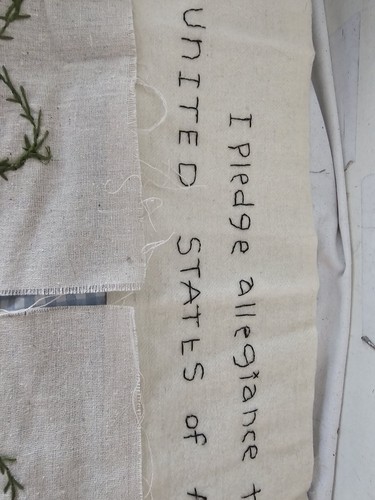 I Pledge allegiance t
UNITED STATES of